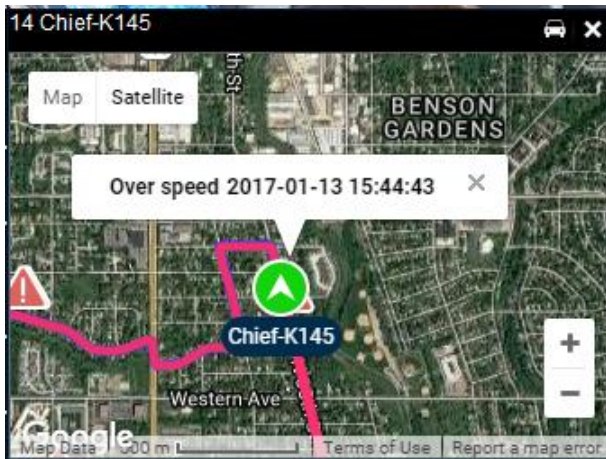 14 Chief-K145
Map Satellite
BENSON
GARDENS
Over speed 2017-01-13 15:44:43
Chief-K145
Western Ave
Google
Map Data Terms of Use Report a map error